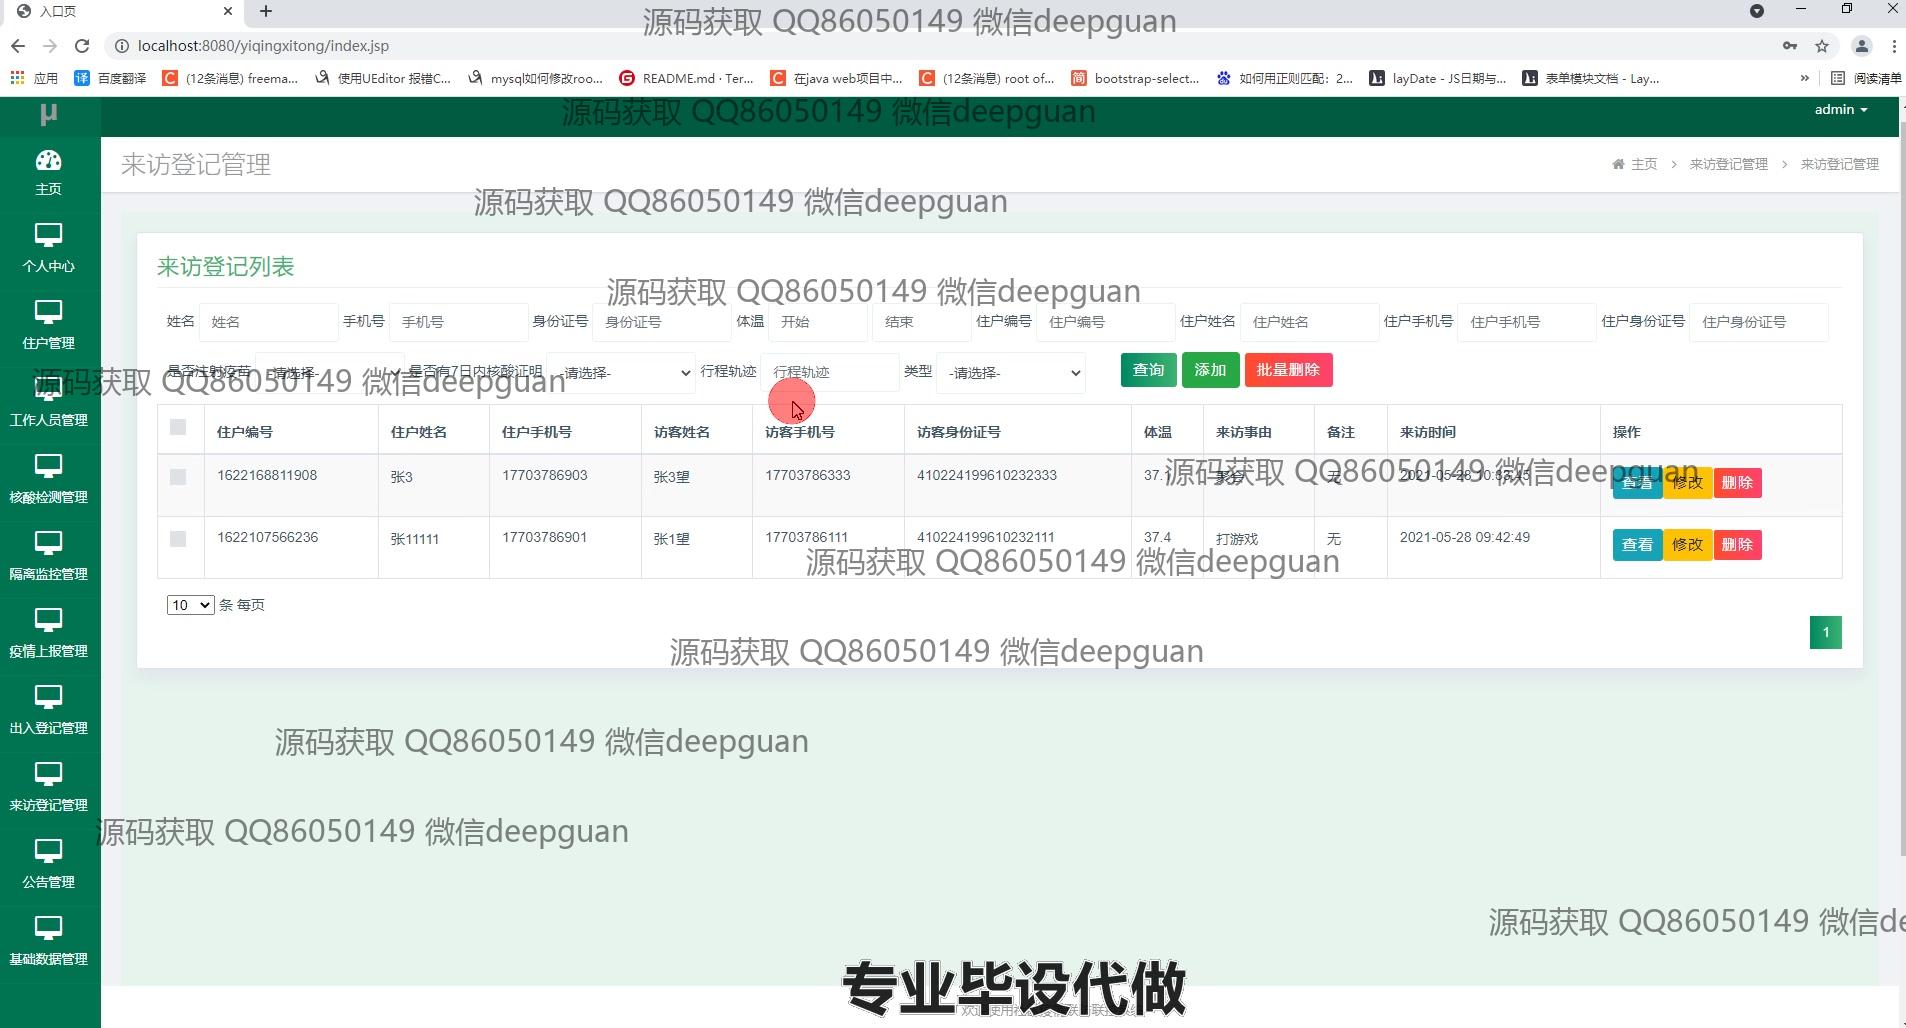 入口页
源码获取 QQ86050149 微信deepguan
localhost:8080/yiqingxitong/index.jsp
应用 百度翻译 (12条消息) freema... 使用UEditor 报错C... mysql如何修改roo... README.md · Ter... 在java web项目中... (12条消息) root of... bootstrap-select... 如何用正则匹配：2... layDate - JS日期与... 表单模块文档 - Lay... » 阅读清单
μ
源码获取 QQ86050149 微信deepguan
admin
来访登记管理
主页 > 来访登记管理 > 来访登记管理
源码获取 QQ86050149 微信deepguan
主页
个人中心
住户管理
工作人员管理
核酸检测管理
隔离监控管理
疫情上报管理
出入登记管理
来访登记管理
公告管理
基础数据管理
来访登记列表
源码获取 QQ86050149 微信deepguan
姓名 姓名 手机号 手机号 身份证号 身份证号 体温 开始 结束 住户编号 住户编号 住户姓名 住户姓名 住户手机号 住户手机号 住户身份证号 住户身份证号
是否注射疫苗 -请选择- 是否有7日内核酸证明 -请选择- 行程轨迹 行程轨迹 类型 -请选择- 查询 添加 批量删除
源码获取 QQ86050149 微信deepguan
住户编号 住户姓名 住户手机号 访客姓名 访客手机号 访客身份证号 体温 来访事由 备注 来访时间 操作
1622168811908 张3 17703786903 张3望 17703786333 410224199610232333 37.1 聚会 无 2021-05-28 10:33:45 查看 修改 删除
源码获取 QQ86050149 微信deepguan
1622107566236 张11111 17703786901 张1望 17703786111 410224199610232111 37.4 打游戏 无 2021-05-28 09:42:49 查看 修改 删除
源码获取 QQ86050149 微信deepguan
10 条 每页
1
源码获取 QQ86050149 微信deepguan
源码获取 QQ86050149 微信deepguan
源码获取 QQ86050149 微信deepguan
源码获取 QQ86050149 微信de
专业毕设代做